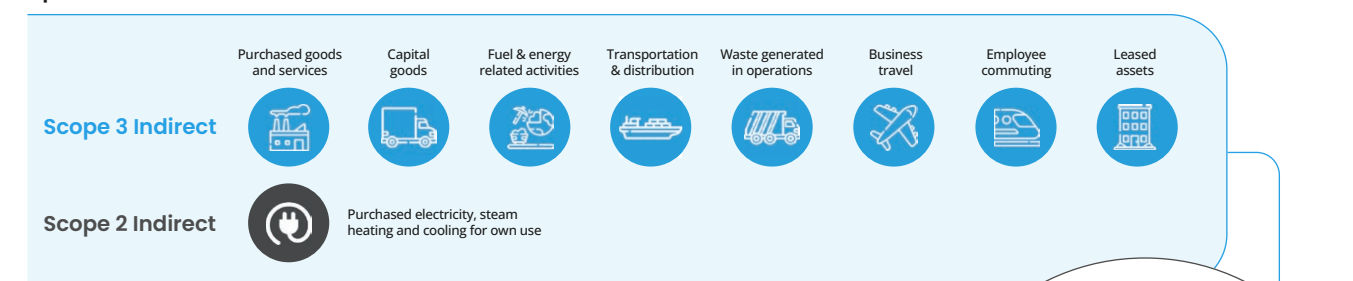 Purchased goods
and services
Capital
goods
Fuel & energy
related activities
Transportation
& distribution
Waste generated
in operations
Business
travel
Employee
commuting
Leased
assets
Scope 3 Indirect
Scope 2 Indirect
Purchased electricity, steam
heating and cooling for own use